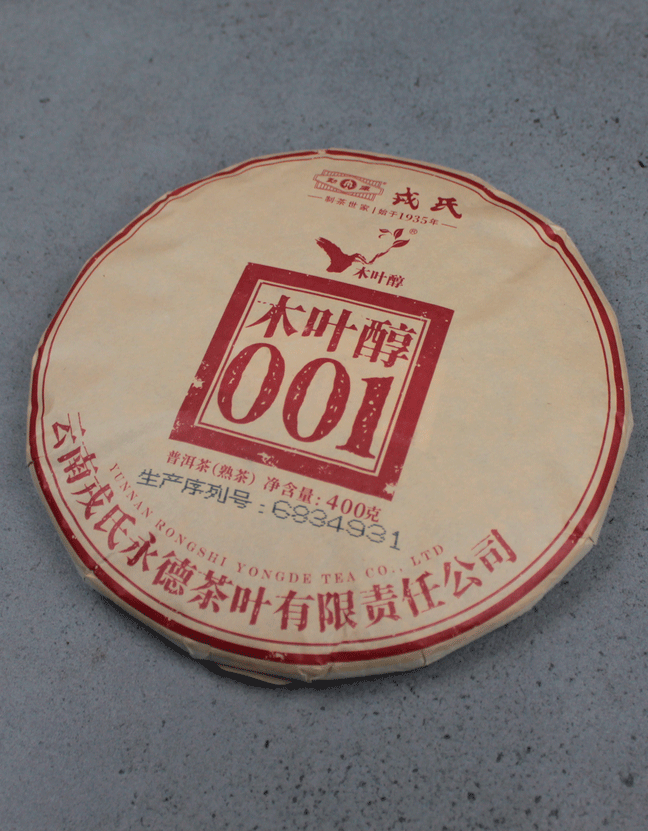 勐 康
戎氏
制茶世家 | 始于1935年
®
木叶醇
木叶醇
001
普洱茶(熟茶) 净含量:400克
生产序列号:6834931
YUNNAN RONGSHI YONGDE TEA CO., LTD
云南戎氏永德茶叶有限责任公司